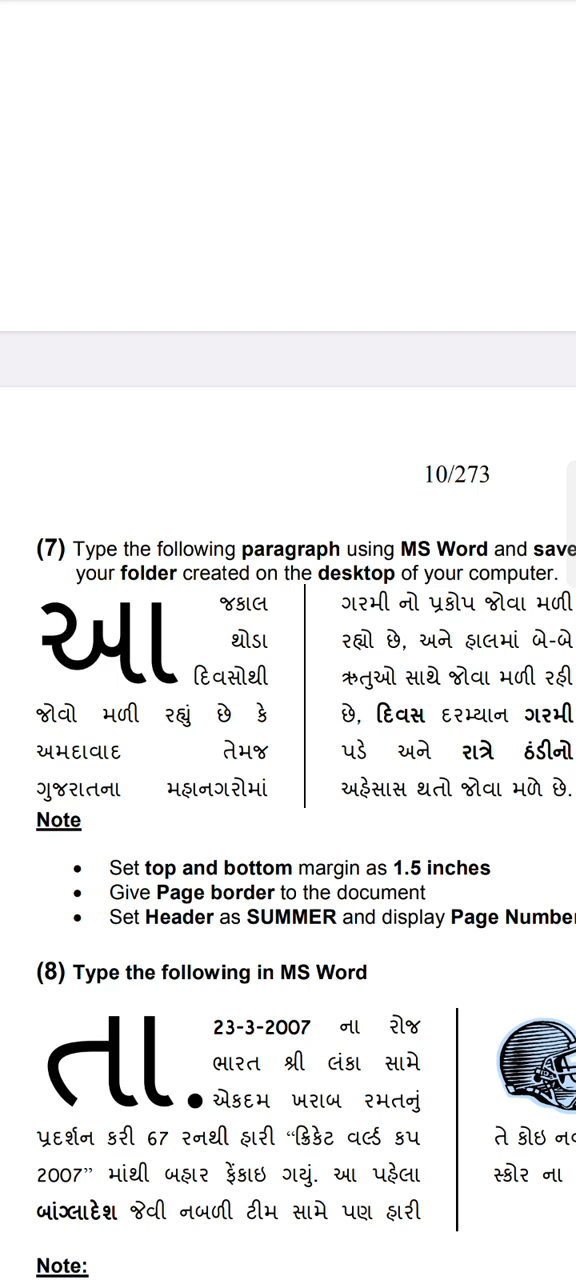 10/273
(7) Type the following paragraph using MS Word and save
your folder created on the desktop of your computer.
આજકાલ
થોડા
દિવસોથી
જોવો મળી રહ્યું છે કે
અમદાવાદ તેમજ
ગુજરાતના મહાનગરોમાં
ગરમી નો પ્રકોપ જોવા મળી
રહ્યો છે, અને હાલમાં બે-બે
ઋતુઓ સાથે જોવા મળી રહી
છે, દિવસ દરમ્યાન ગરમી
પડે અને રાત્રે ઠંડીનો
અહેસાસ થતો જોવા મળે છે.
Note
• Set top and bottom margin as 1.5 inches
• Give Page border to the document
• Set Header as SUMMER and display Page Number
(8) Type the following in MS Word
તા. 23-3-2007 ના રોજ
ભારત શ્રી લંકા સામે
એકદમ ખરાબ રમતનું
પ્રદર્શન કરી 67 રનથી હારી “ક્રિકેટ વર્લ્ડ કપ
2007” માંથી બહાર ફેંકાઇ ગયું. આ પહેલા
બાંગ્લાદેશ જેવી નબળી ટીમ સામે પણ હારી
તે કોઇ
સ્કોર ના
Note: